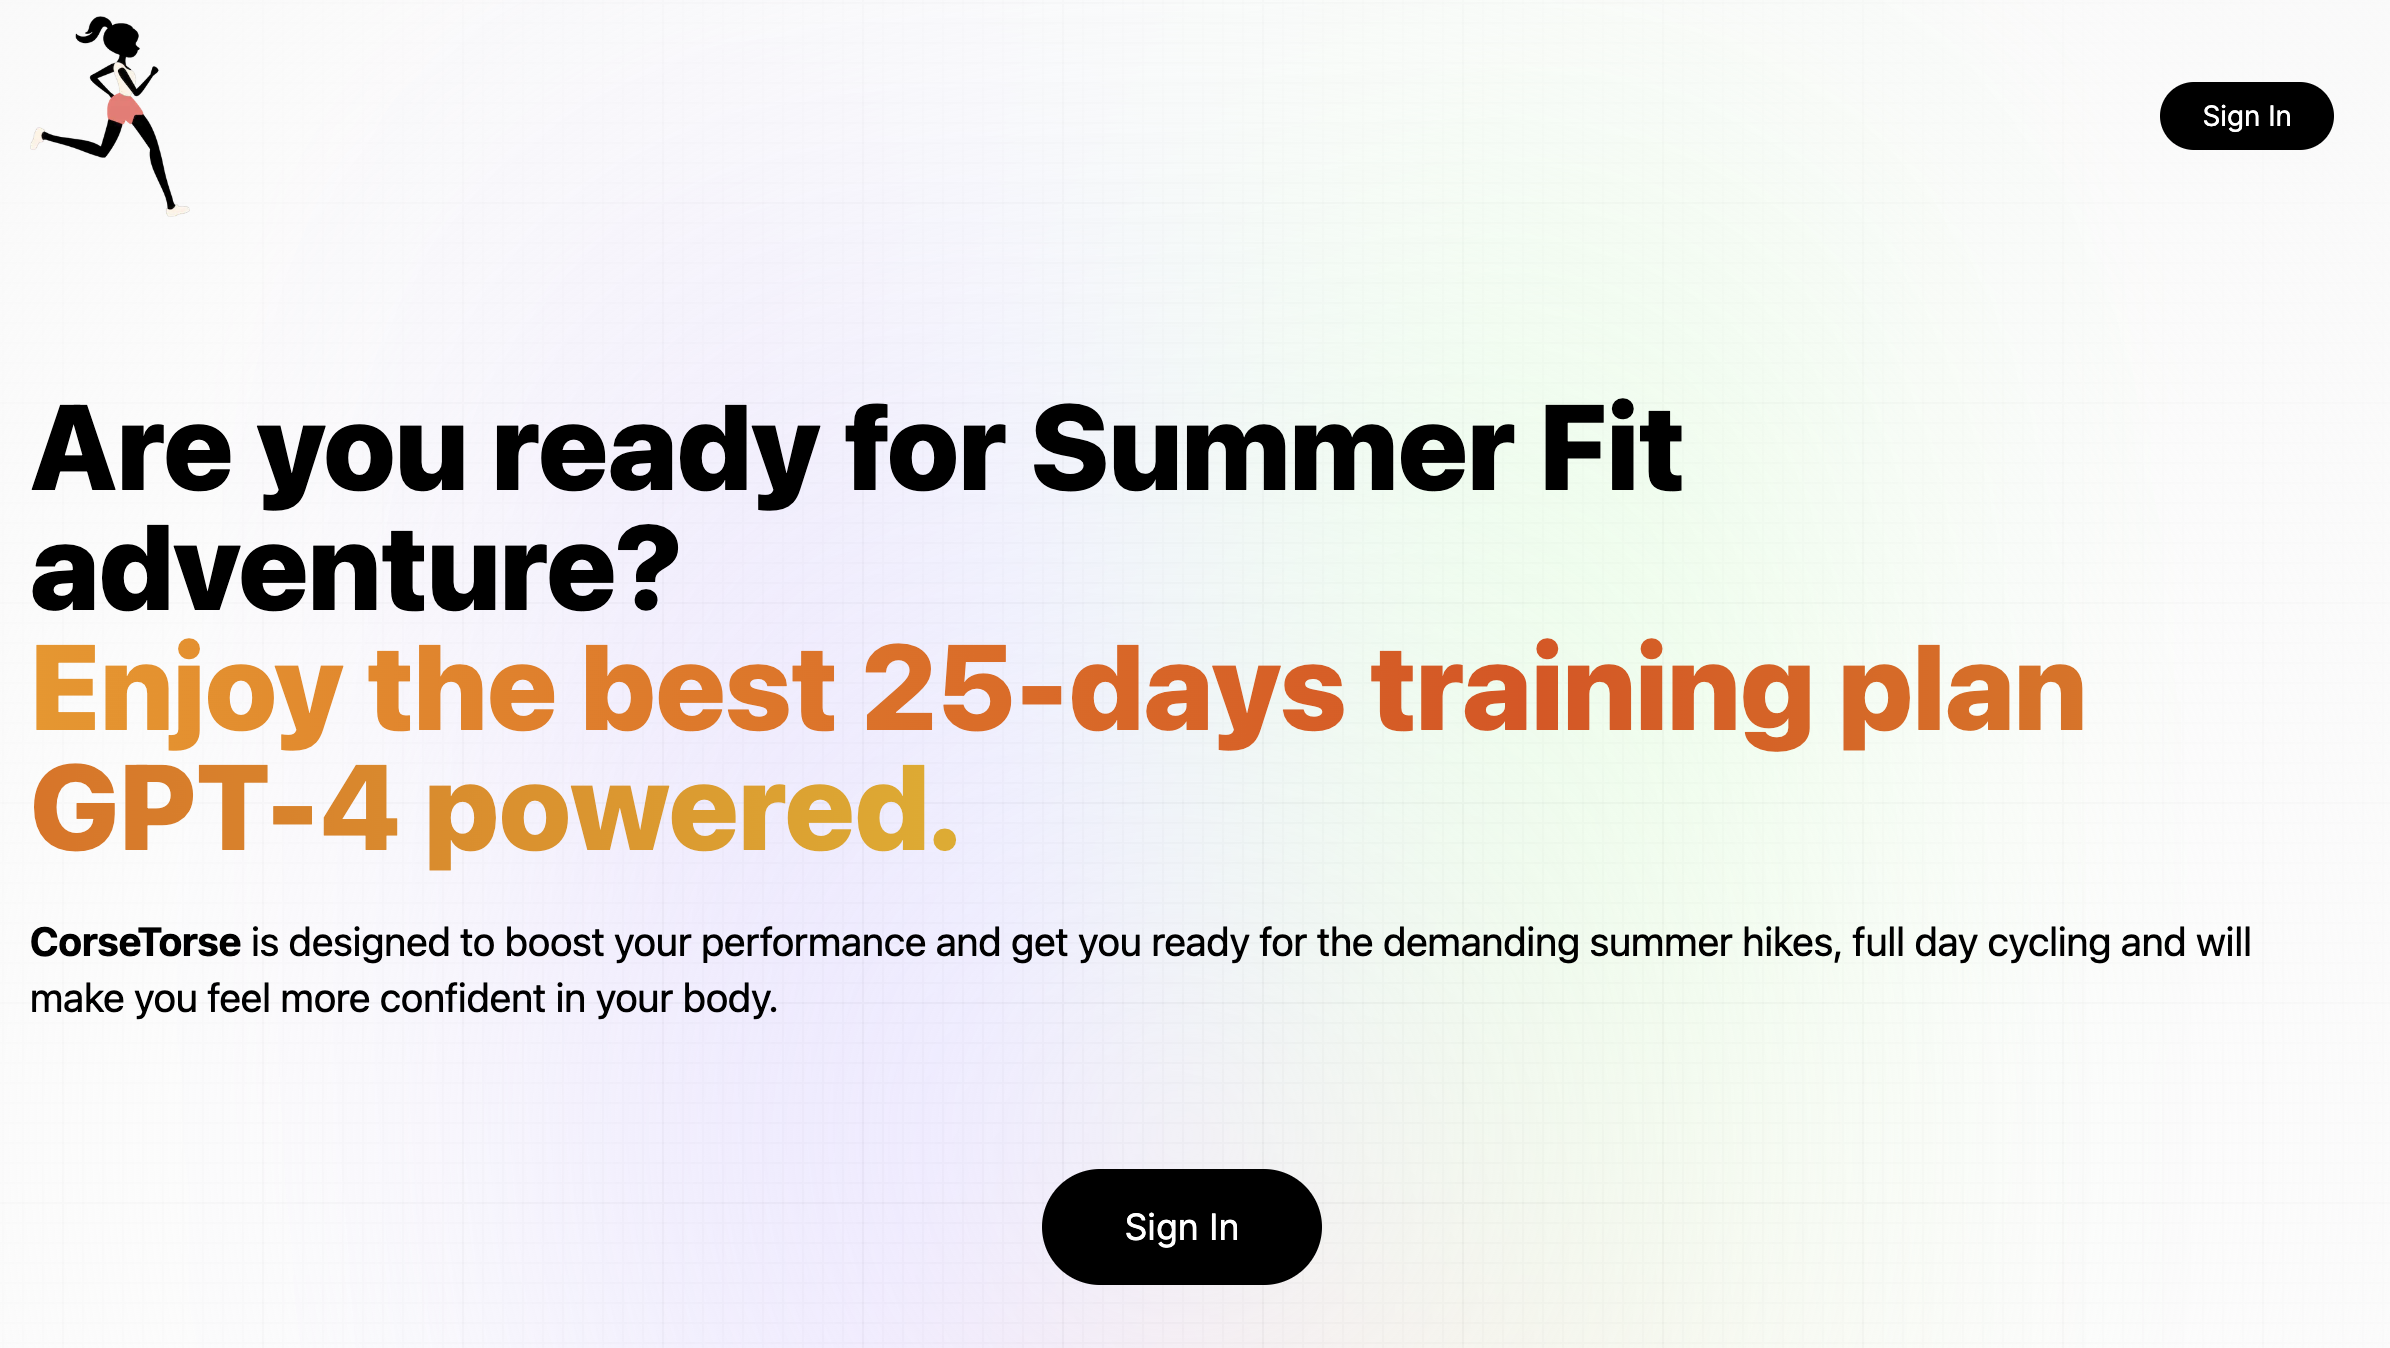 Sign In
Are you ready for Summer Fit
adventure?
Enjoy the best 25-days training plan
GPT-4 powered.
CorseTorse is designed to boost your performance and get you ready for the demanding summer hikes, full day cycling and will
make you feel more confident in your body.
Sign In